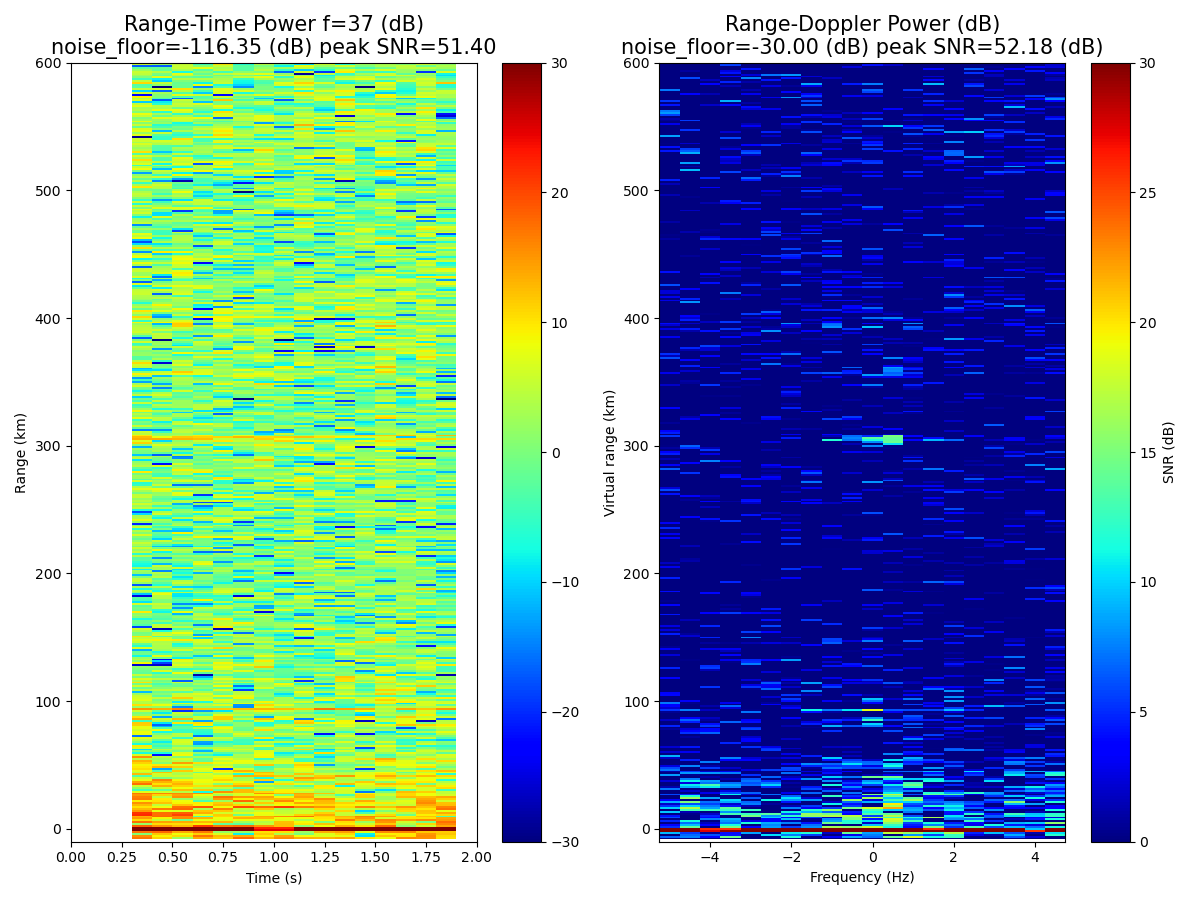 Range-Time Power f=37 (dB)
noise_floor=-116.35 (dB) peak SNR=51.40
600
500
400
300
200
100
0
Range (km)
0.00 0.25 0.50 0.75 1.00 1.25 1.50 1.75 2.00
Time (s)
30
20
10
0
−10
−20
−30
Range-Doppler Power (dB)
noise_floor=-30.00 (dB) peak SNR=52.18 (dB)
600
500
400
300
200
100
0
Virtual range (km)
−4 −2 0 2 4
Frequency (Hz)
30
25
20
15
10
5
0
SNR (dB)